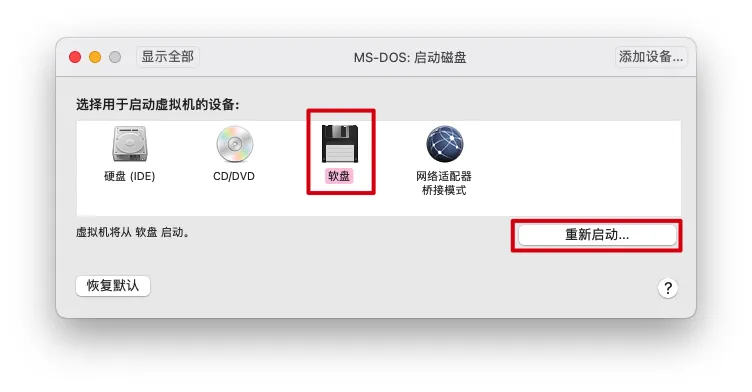 显示全部
MS-DOS: 启动磁盘
添加设备...
选择用于启动虚拟机的设备:
硬盘 (IDE)
CD/DVD
软盘
网络适配器
桥接模式
虚拟机将从 软盘 启动。
重新启动...
恢复默认
?